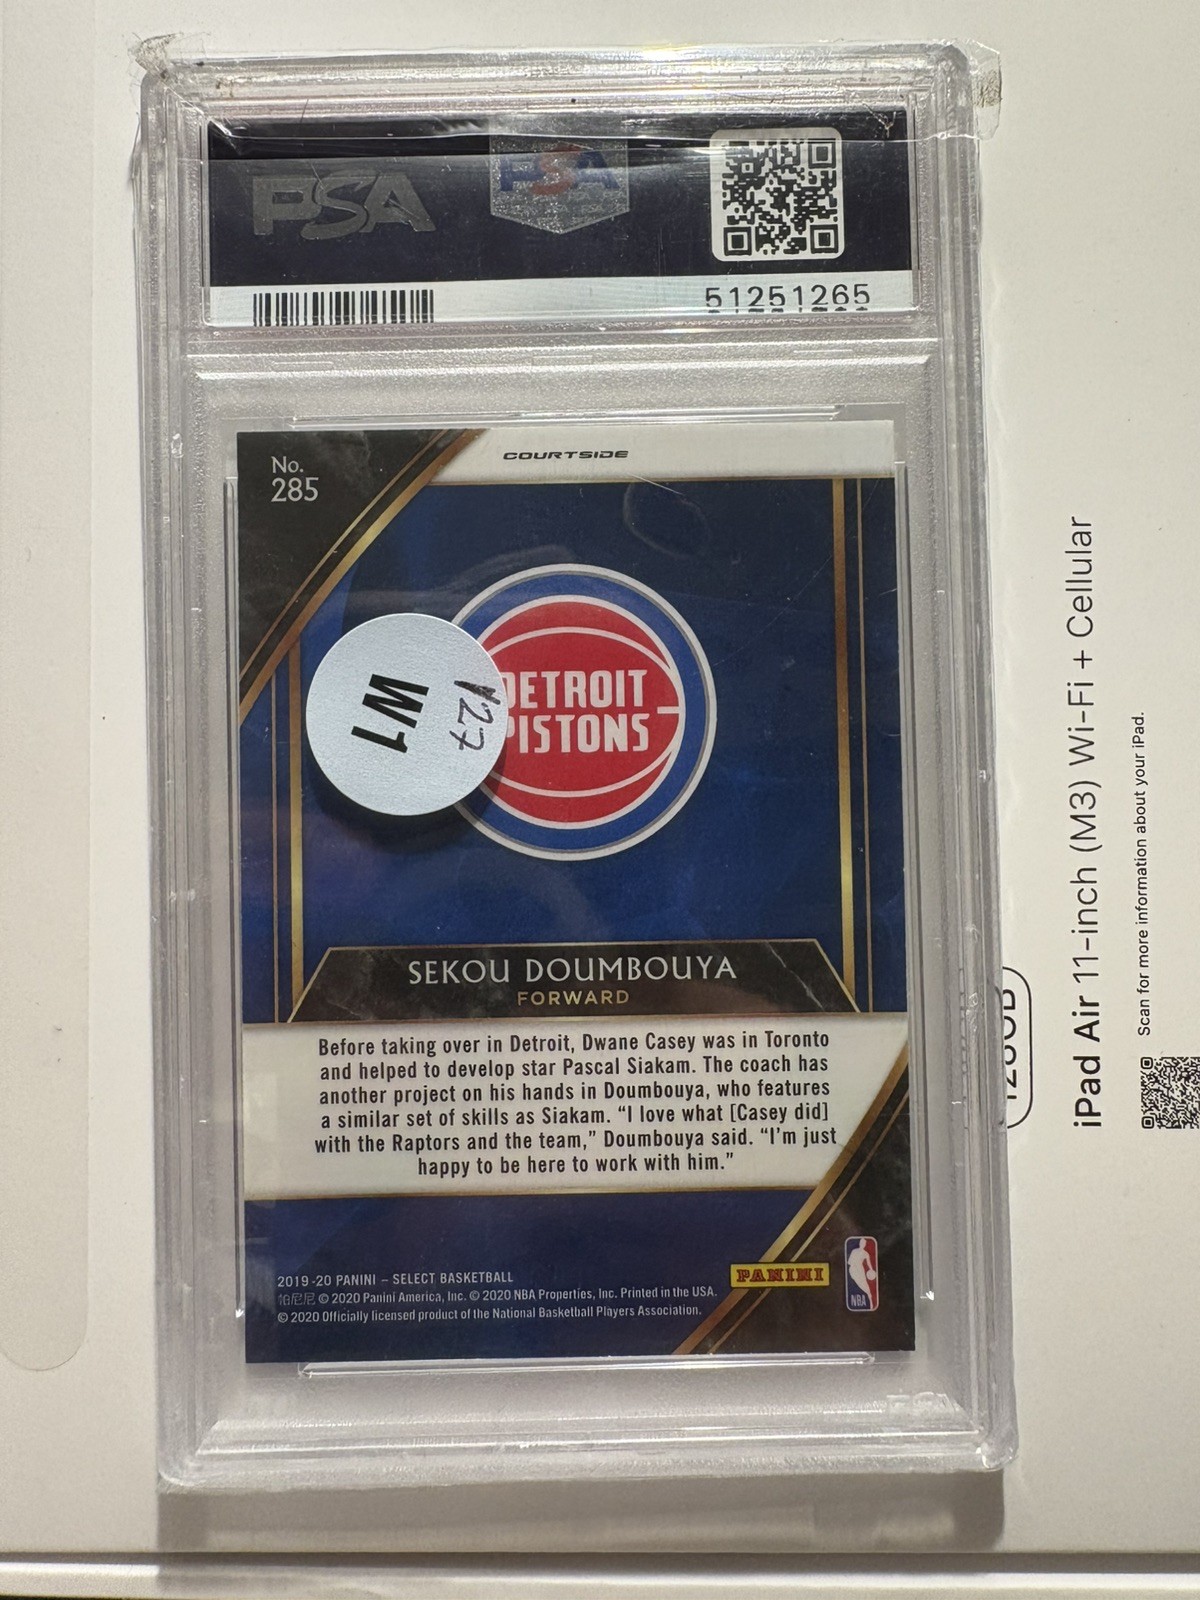 PSA
PSA
51251265
No.
285
COURTSIDE
DETROIT
PISTONS
W1
127
SEKOU DOUMBOUYA
FORWARD
Before taking over in Detroit, Dwane Casey was in Toronto
and helped to develop star Pascal Siakam. The coach has
another project on his hands in Doumbouya, who features
a similar set of skills as Siakam. “I love what [Casey did]
with the Raptors and the team,” Doumbouya said. “I’m just
happy to be here to work with him.”
PANINI
NBA
2019-20 PANINI – SELECT BASKETBALL
帕尼尼 © 2020 Panini America, Inc. © 2020 NBA Properties, Inc. Printed in the USA.
© 2020 Officially licensed product of the National Basketball Players Association.
iPad Air 11-inch (M3) Wi-Fi + Cellular
Scan for more information about your iPad.